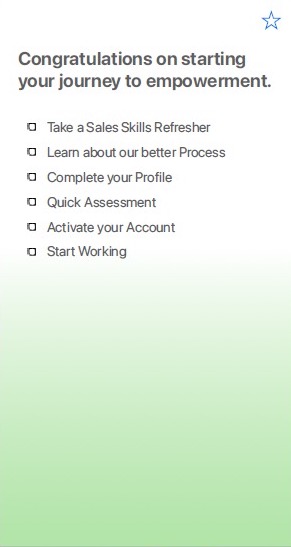 Congratulations on starting
your journey to empowerment.
Take a Sales Skills Refresher
Learn about our better Process
Complete your Profile
Quick Assessment
Activate your Account
Start Working